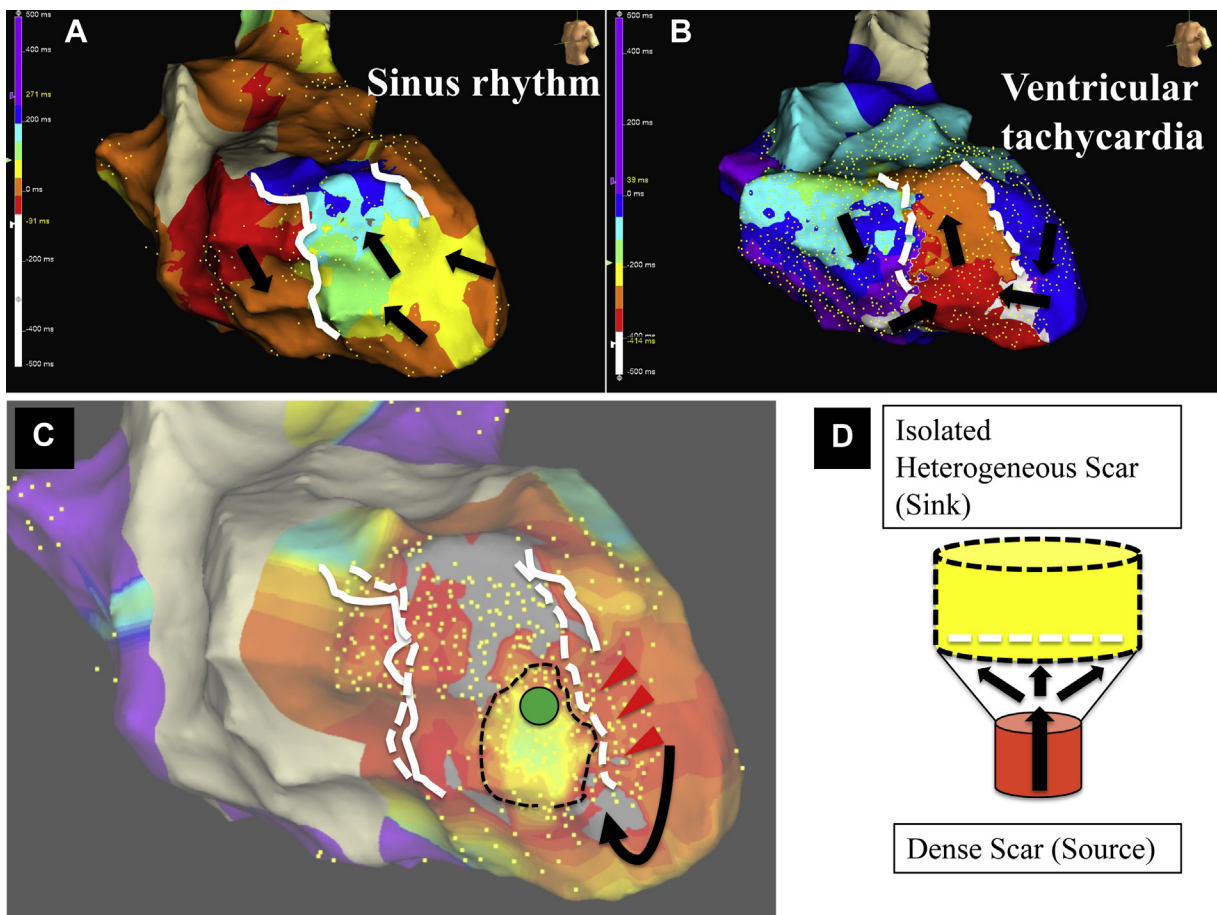 A
Sinus rhythm
500 ms
400 ms
271 ms
200 ms
0 ms
-91 ms
-200 ms
-400 ms
-500 ms
B
Ventricular
tachycardia
500 ms
400 ms
200 ms
39 ms
0 ms
-200 ms
-400 ms
-414 ms
-500 ms
C
D
Isolated
Heterogeneous Scar
(Sink)
Dense Scar (Source)